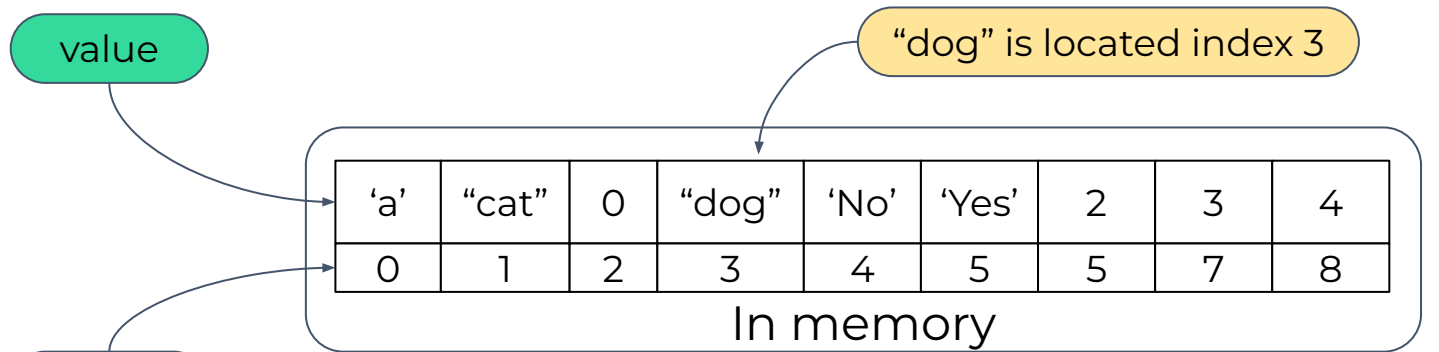 value
“dog” is located index 3
‘a’ “cat” 0 “dog” ‘No’ ‘Yes’ 2 3 4
0 1 2 3 4 5 5 7 8
In memory